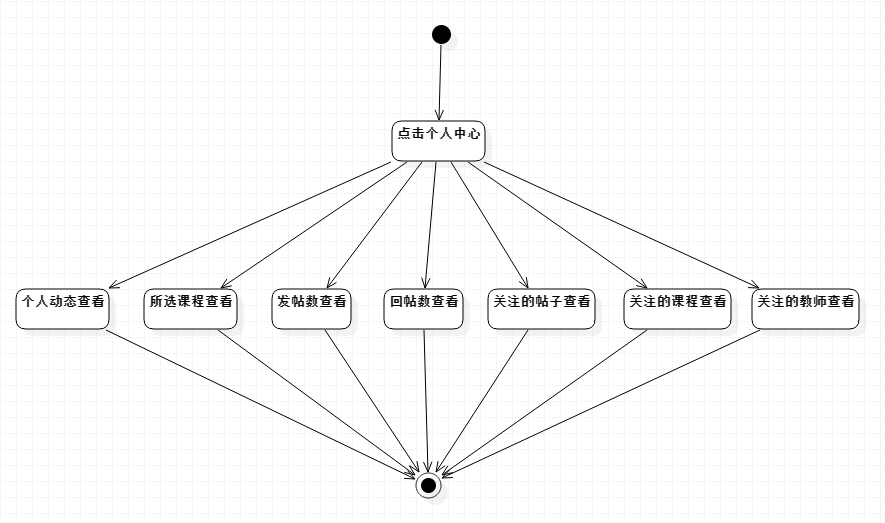 点击个人中心
个人动态查看
所选课程查看
发帖数查看
回帖数查看
关注的帖子查看
关注的课程查看
关注的教师查看